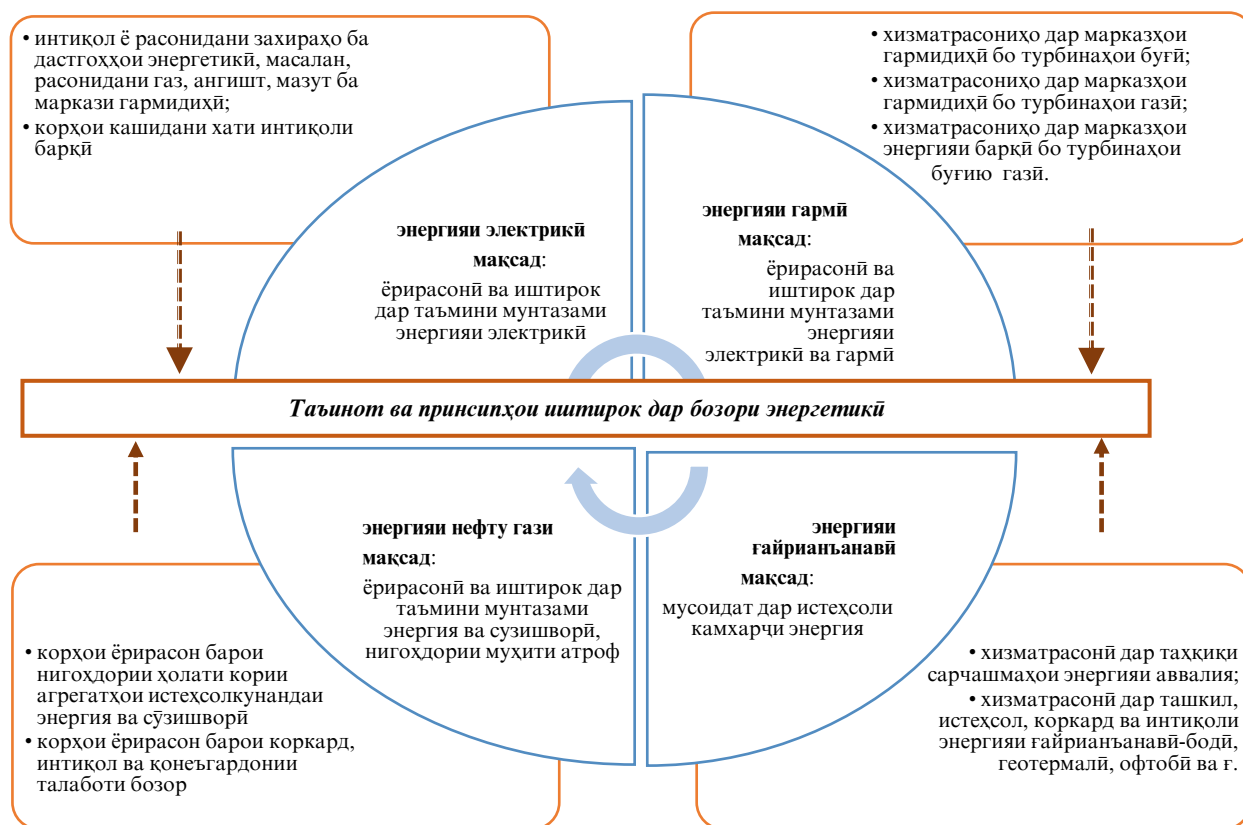 • интиқол ё расонидани захираҳо ба
дастгоҳҳои энергетикӣ, масалан,
расонидани газ, ангишт, мазут ба
маркази гармидиҳӣ;
• корҳои кашидани хати интиқоли
барқӣ
• хизматрасониҳо дар марказҳои
гармидиҳӣ бо турбинаҳои буғӣ;
• хизматрасониҳо дар марказҳои
гармидиҳӣ бо турбинаҳои газӣ;
• хизматрасониҳо дар марказҳои
энергияи барқӣ бо турбинаҳои
буғию газӣ.
энергияи электрикӣ
мақсад:
ёрирасонӣ ва иштирок
дар таъмини мунтазами
энергияи электрикӣ
энергияи гармӣ
мақсад:
ёрирасонӣ ва
иштирок дар
таъмини мунтазами
энергияи
электрикӣ ва гармӣ
Таъинот ва принсипҳои иштирок дар бозори энергетикӣ
энергияи нефту гази
мақсад:
ёрирасонӣ ва иштирок дар
таъмини мунтазами
энергия ва сузишворӣ,
нигоҳдории муҳити атроф
энергияи
ғайрианъанавӣ
мақсад:
мусоидат дар истеҳсоли
камхарҷи энергия
• корҳои ёрирасон барои
нигоҳдории ҳолати кории
агрегатҳои истеҳсолкунандаи
энергия ва сӯзишворӣ
• корҳои ёрирасон барои коркард,
интиқол ва қонеъгардонии
талаботи бозор
• хизматрасонӣ дар таҳқиқи
сарчашмаҳои энергияи аввалия;
• хизматрасонӣ дар ташкил,
истеҳсол, коркард ва интиқоли
энергияи ғайрианъанавӣ-бодӣ,
геотермалӣ, офтобӣ ва ғ.